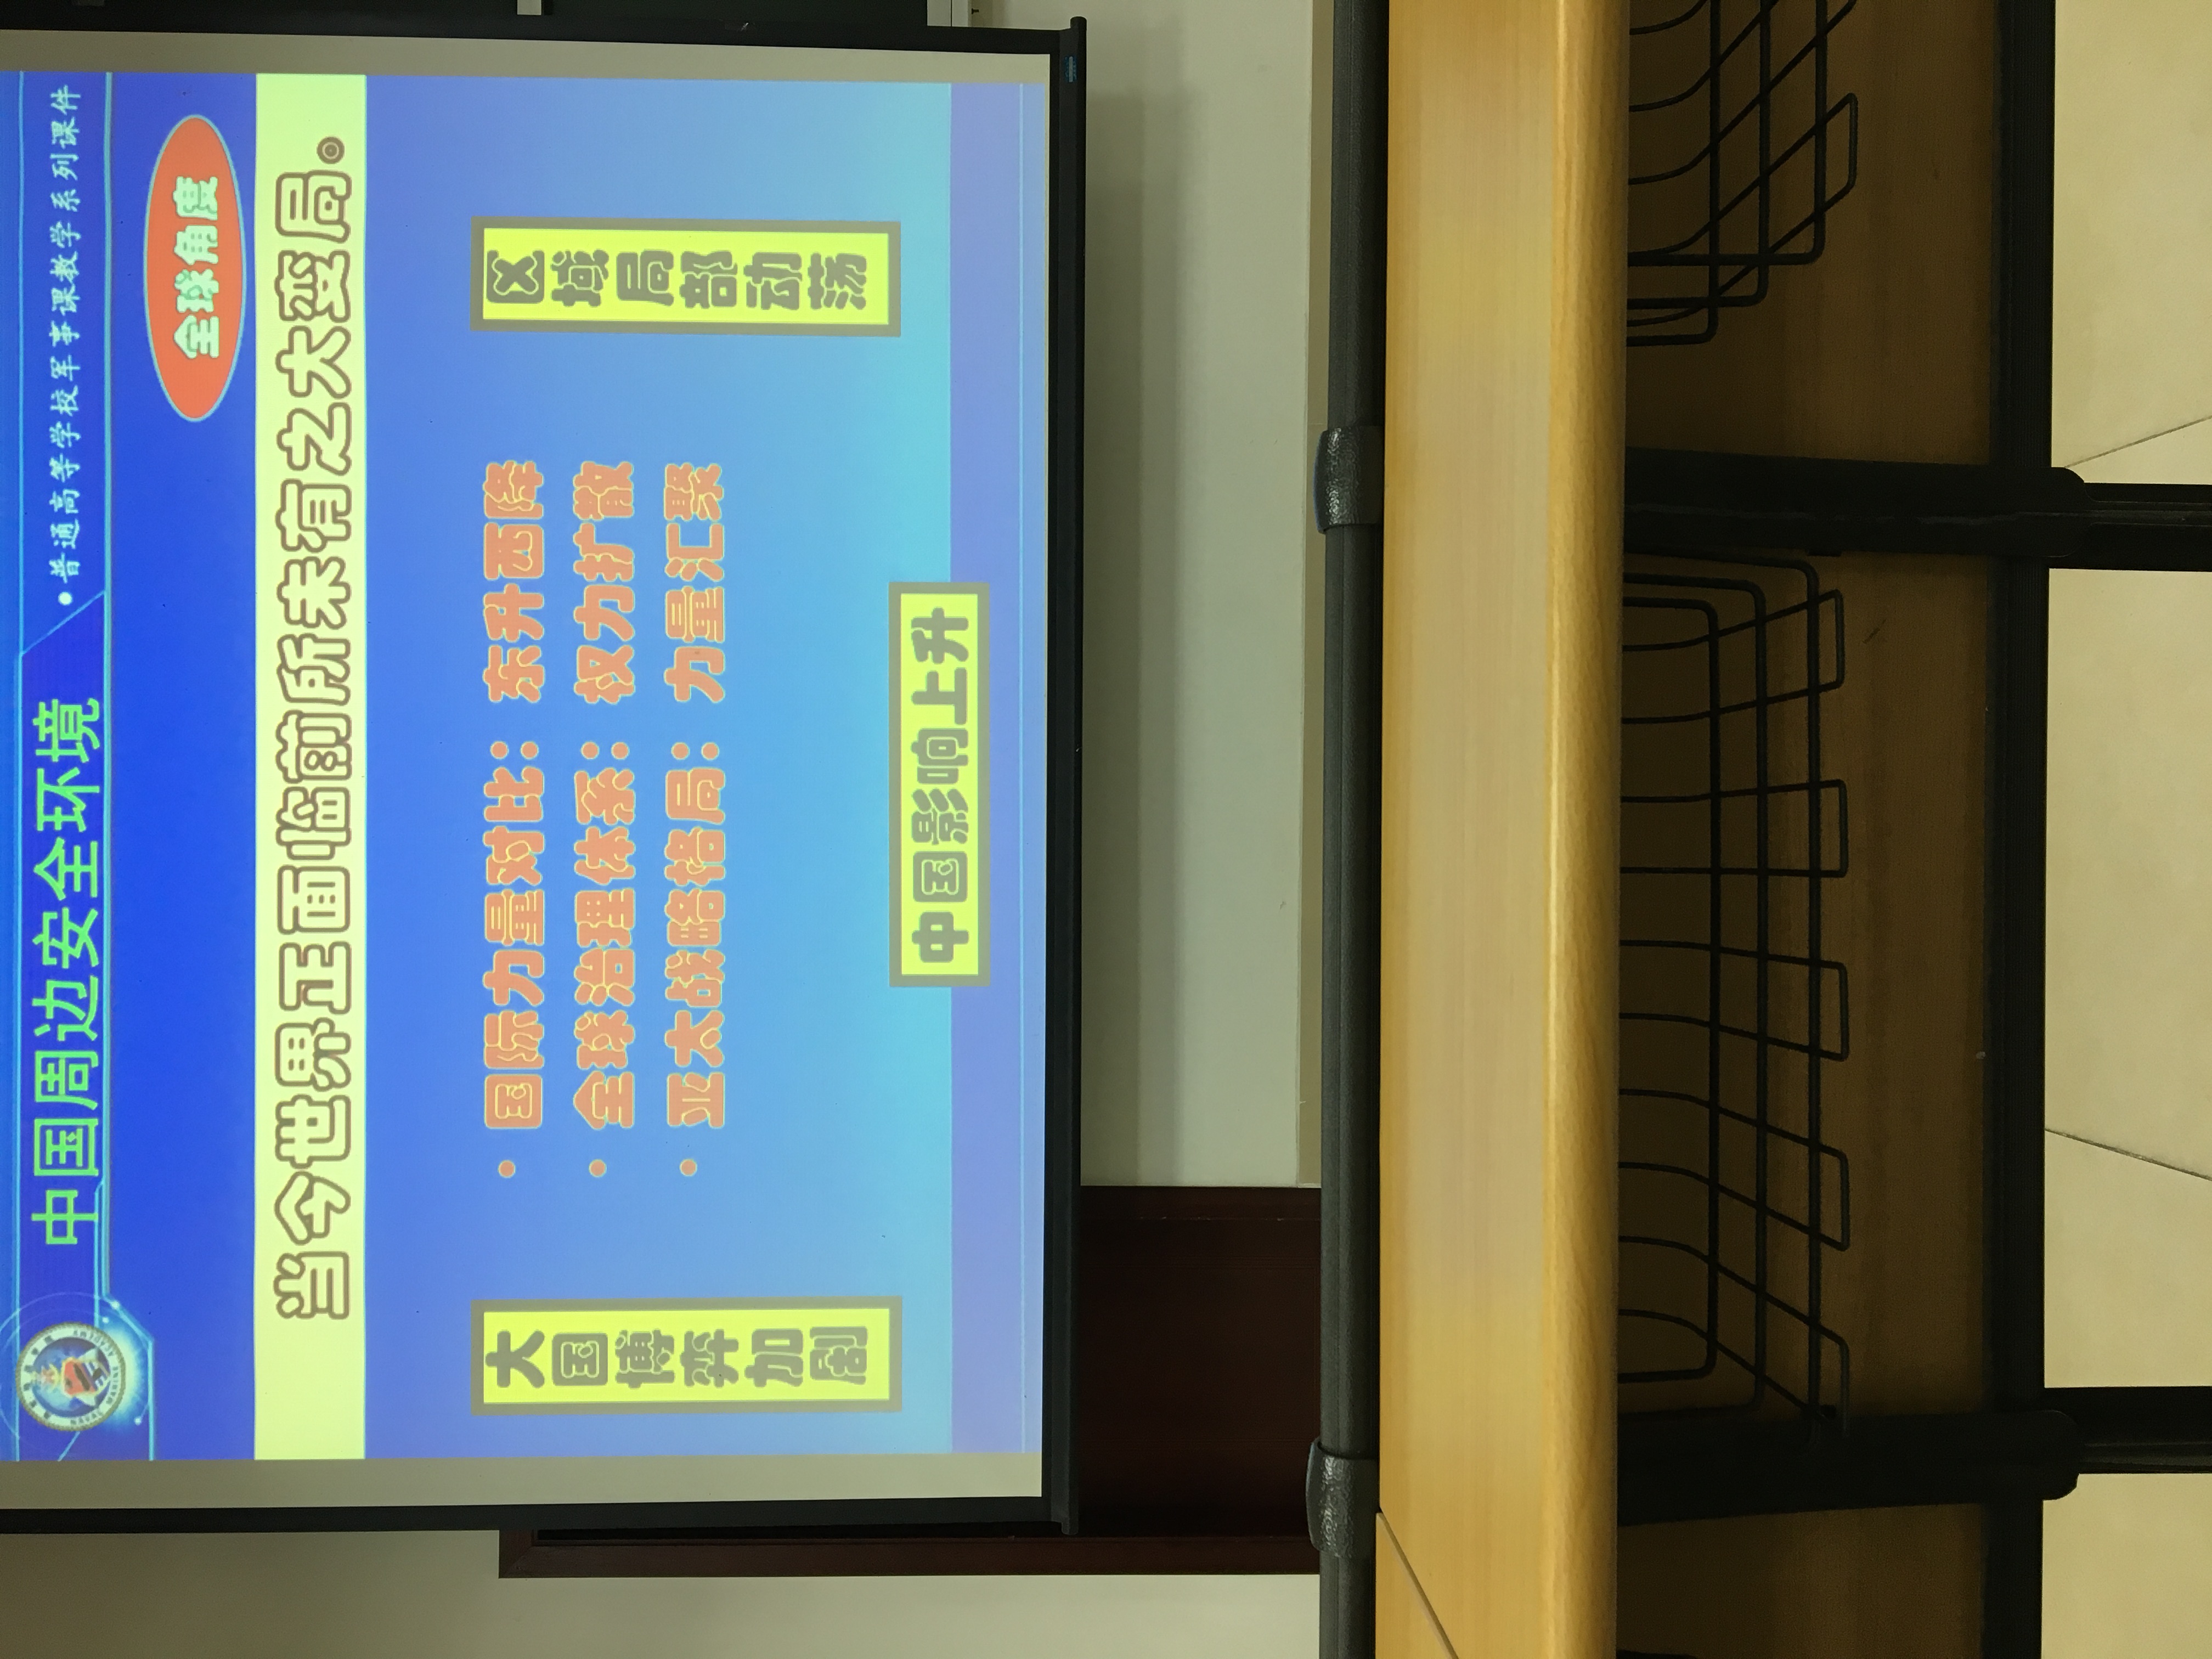 中国周边安全环境
•普通高等学校军事课教学系列课件
全球角度
当今世界正面临前所未有之大变局。
大国博弈加剧
• 国际力量对比：东升西降
• 全球治理体系：权力扩散
• 亚太战略格局：力量汇聚
区域局部动荡
中国影响上升